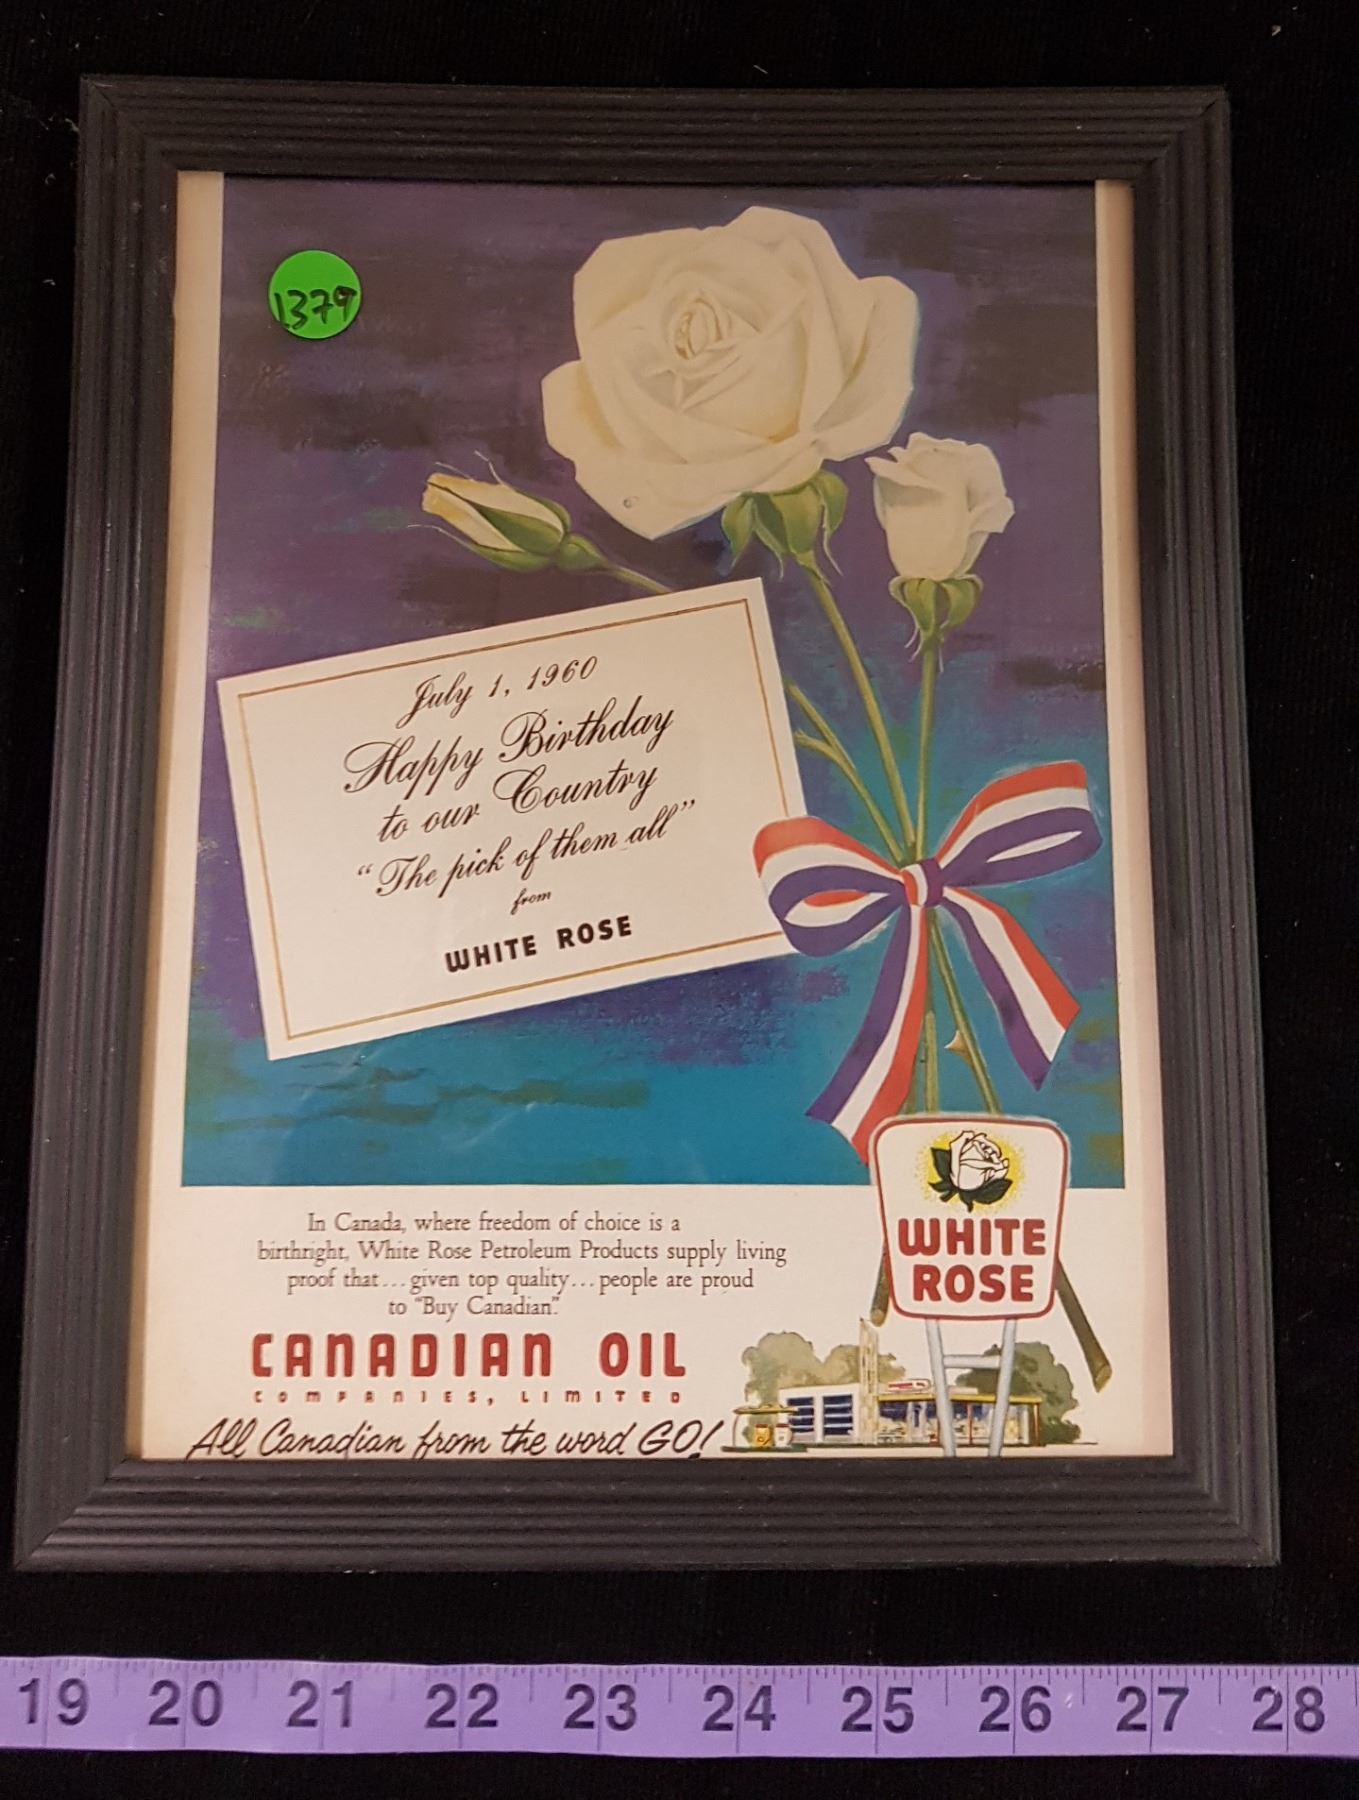 1379
July 1, 1960
Happy Birthday
to our Country
"The pick of them all"
from
WHITE ROSE
In Canada, where freedom of choice is a
birthright, White Rose Petroleum Products supply living
proof that...given top quality...people are proud
to "Buy Canadian."
CANADIAN OIL
COMPANIES, LIMITED
All Canadian from the word GO!
WHITE
ROSE
19 20 21 22 23 24 25 26 27 28